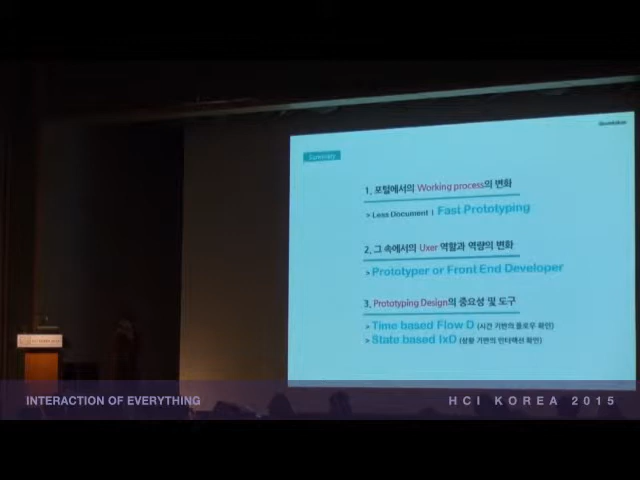 Summary
1. 포털에서의 Working process의 변화
> Less Document | Fast Prototyping
2. 그 속에서의 Uxer 역할과 역량의 변화
> Prototyper or Front End Developer
3. Prototyping Design의 중요성 및 도구
> Time based Flow D (시간 기반의 플로우 확인)
> State based IxD (상황 기반의 인터랙션 확인)
INTERACTION OF EVERYTHING
HCI KOREA 2015